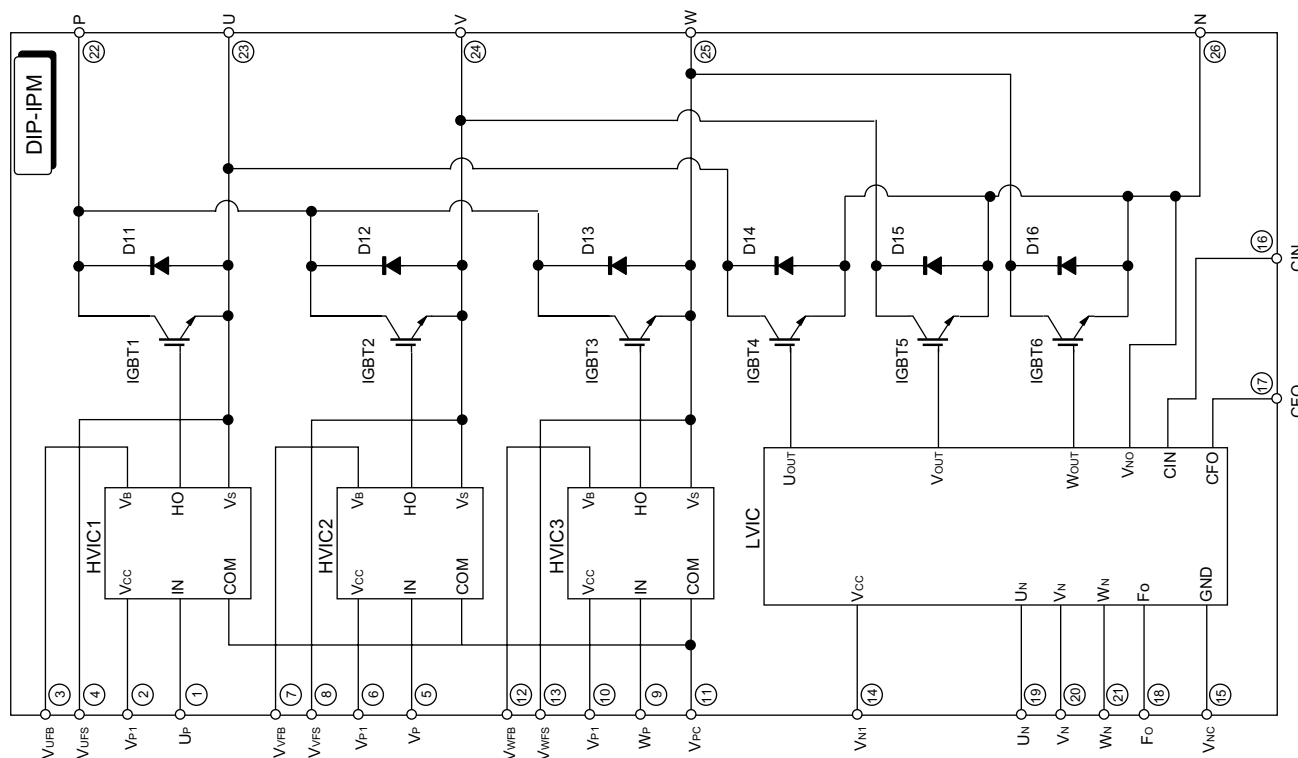 DIP-IPM
P
U
V
W
N
22
23
24
25
26
D11
D12
D13
D14
D15
D16
IGBT1
IGBT2
IGBT3
IGBT4
IGBT5
IGBT6
16
CIN
17
CFO
HVIC1
VB
HO
VS
VCC
IN
COM
HVIC2
VB
HO
VS
VCC
IN
COM
HVIC3
VB
HO
VS
VCC
IN
COM
LVIC
UOUT
VOUT
WOUT
VNO
CIN
CFO
VCC
UN
VN
WN
FO
GND
3
4
2
1
7
8
6
5
12
13
10
9
11
14
19
20
21
18
15
VUFB
VUFS
VP1
UP
VVFB
VVFS
VP1
VP
VWFB
VWFS
VP1
WP
VPC
VN1
UN
VN
WN
FO
VNC